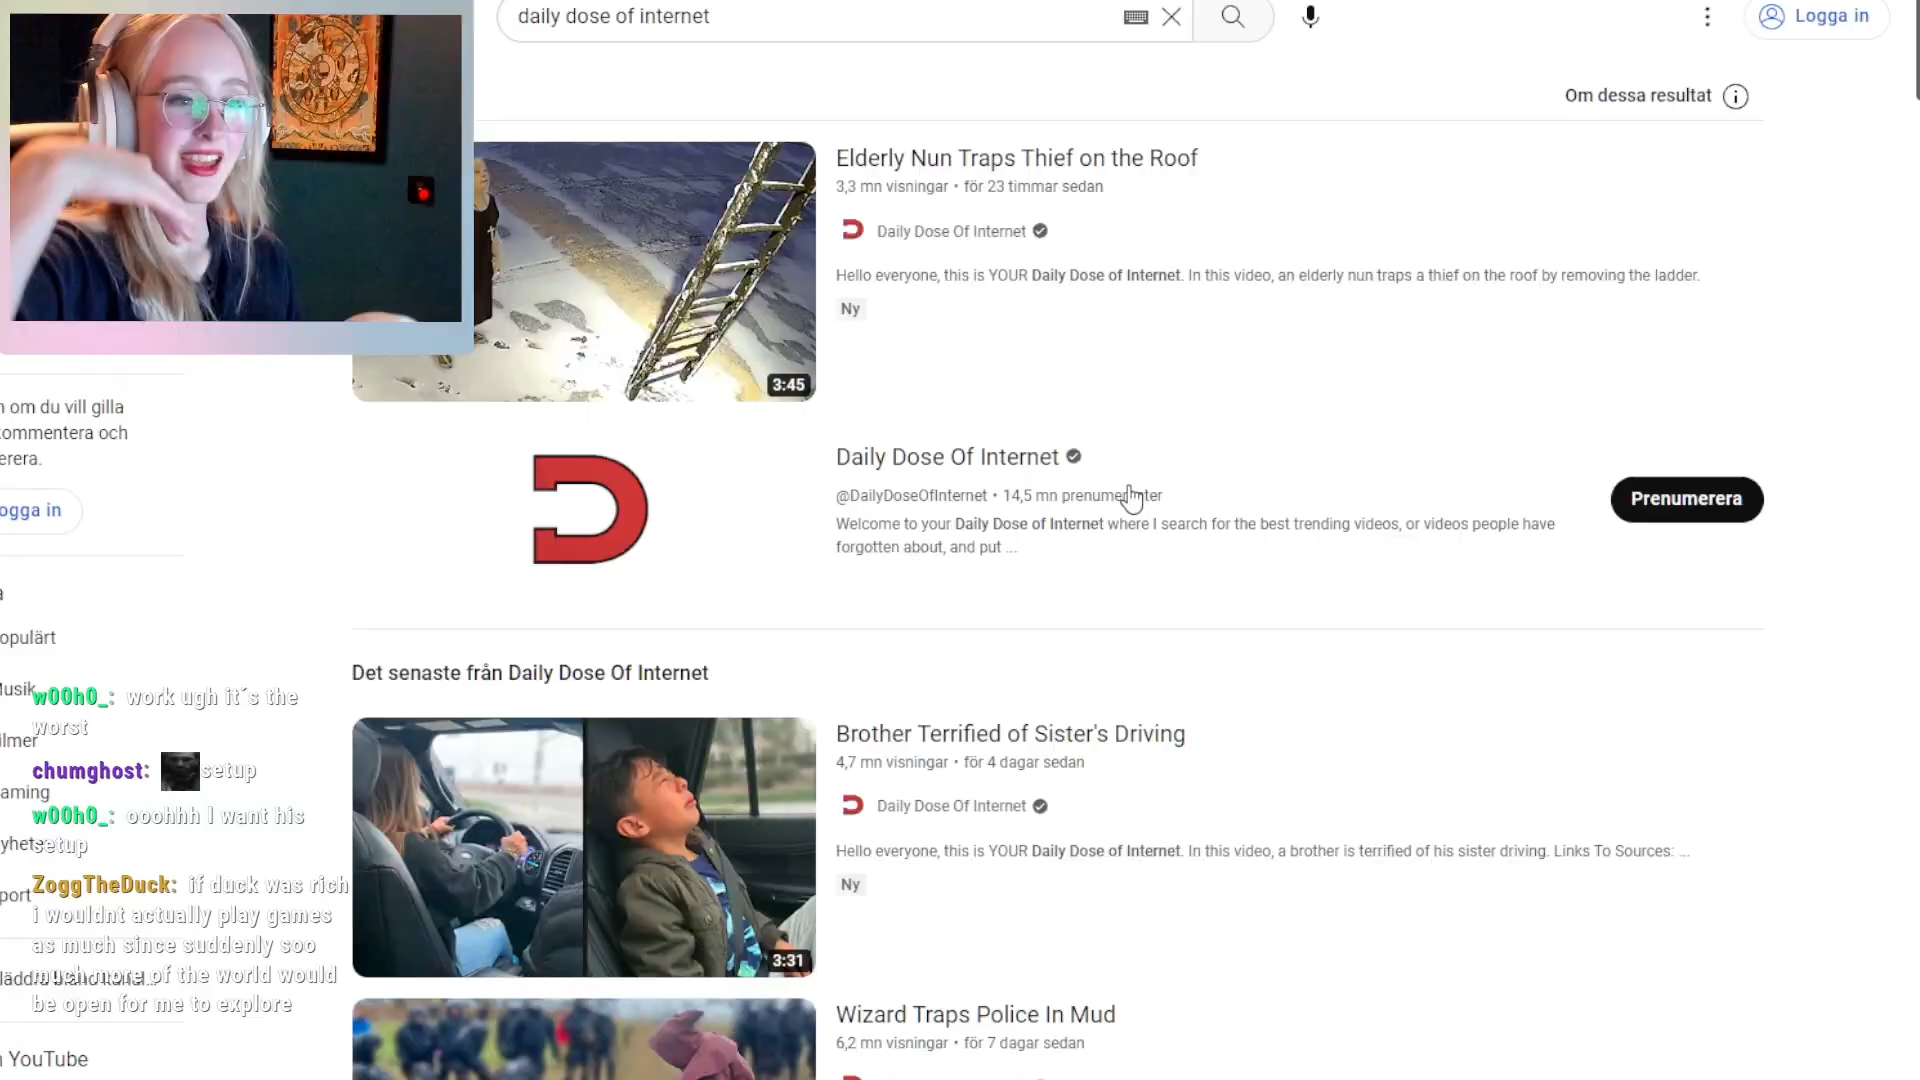 daily dose of internet
Logga in
Om dessa resultat
Elderly Nun Traps Thief on the Roof
3,3 mn visningar • för 23 timmar sedan
Daily Dose Of Internet
Hello everyone, this is YOUR Daily Dose of Internet. In this video, an elderly nun traps a thief on the roof by removing the ladder.
Ny
3:45
om du vill gilla
ommentera och
erera.
ogga in
Daily Dose Of Internet
@DailyDoseOfInternet • 14,5 mn
Prenumerera
Welcome to your Daily Dose of Internet where I search for the best trending videos, or videos people have
forgotten about, and put ...
opulärt
Det senaste från Daily Dose Of Internet
usik
ilmer
aming
yhet
port
YouTube
w00h0_: work ugh it´s the
worst
chumghost: setup
w00h0_: ooohhh I want his
setup
ZoggTheDuck: if duck was rich
i wouldnt actually play games
as much since suddenly soo
much more of the world would
be open for me to explore
Brother Terrified of Sister's Driving
4,7 mn visningar • för 4 dagar sedan
Daily Dose Of Internet
Hello everyone, this is YOUR Daily Dose of Internet. In this video, a brother is terrified of his sister driving. Links To Sources: ...
Ny
3:31
Wizard Traps Police In Mud
6,2 mn visningar • för 7 dagar sedan